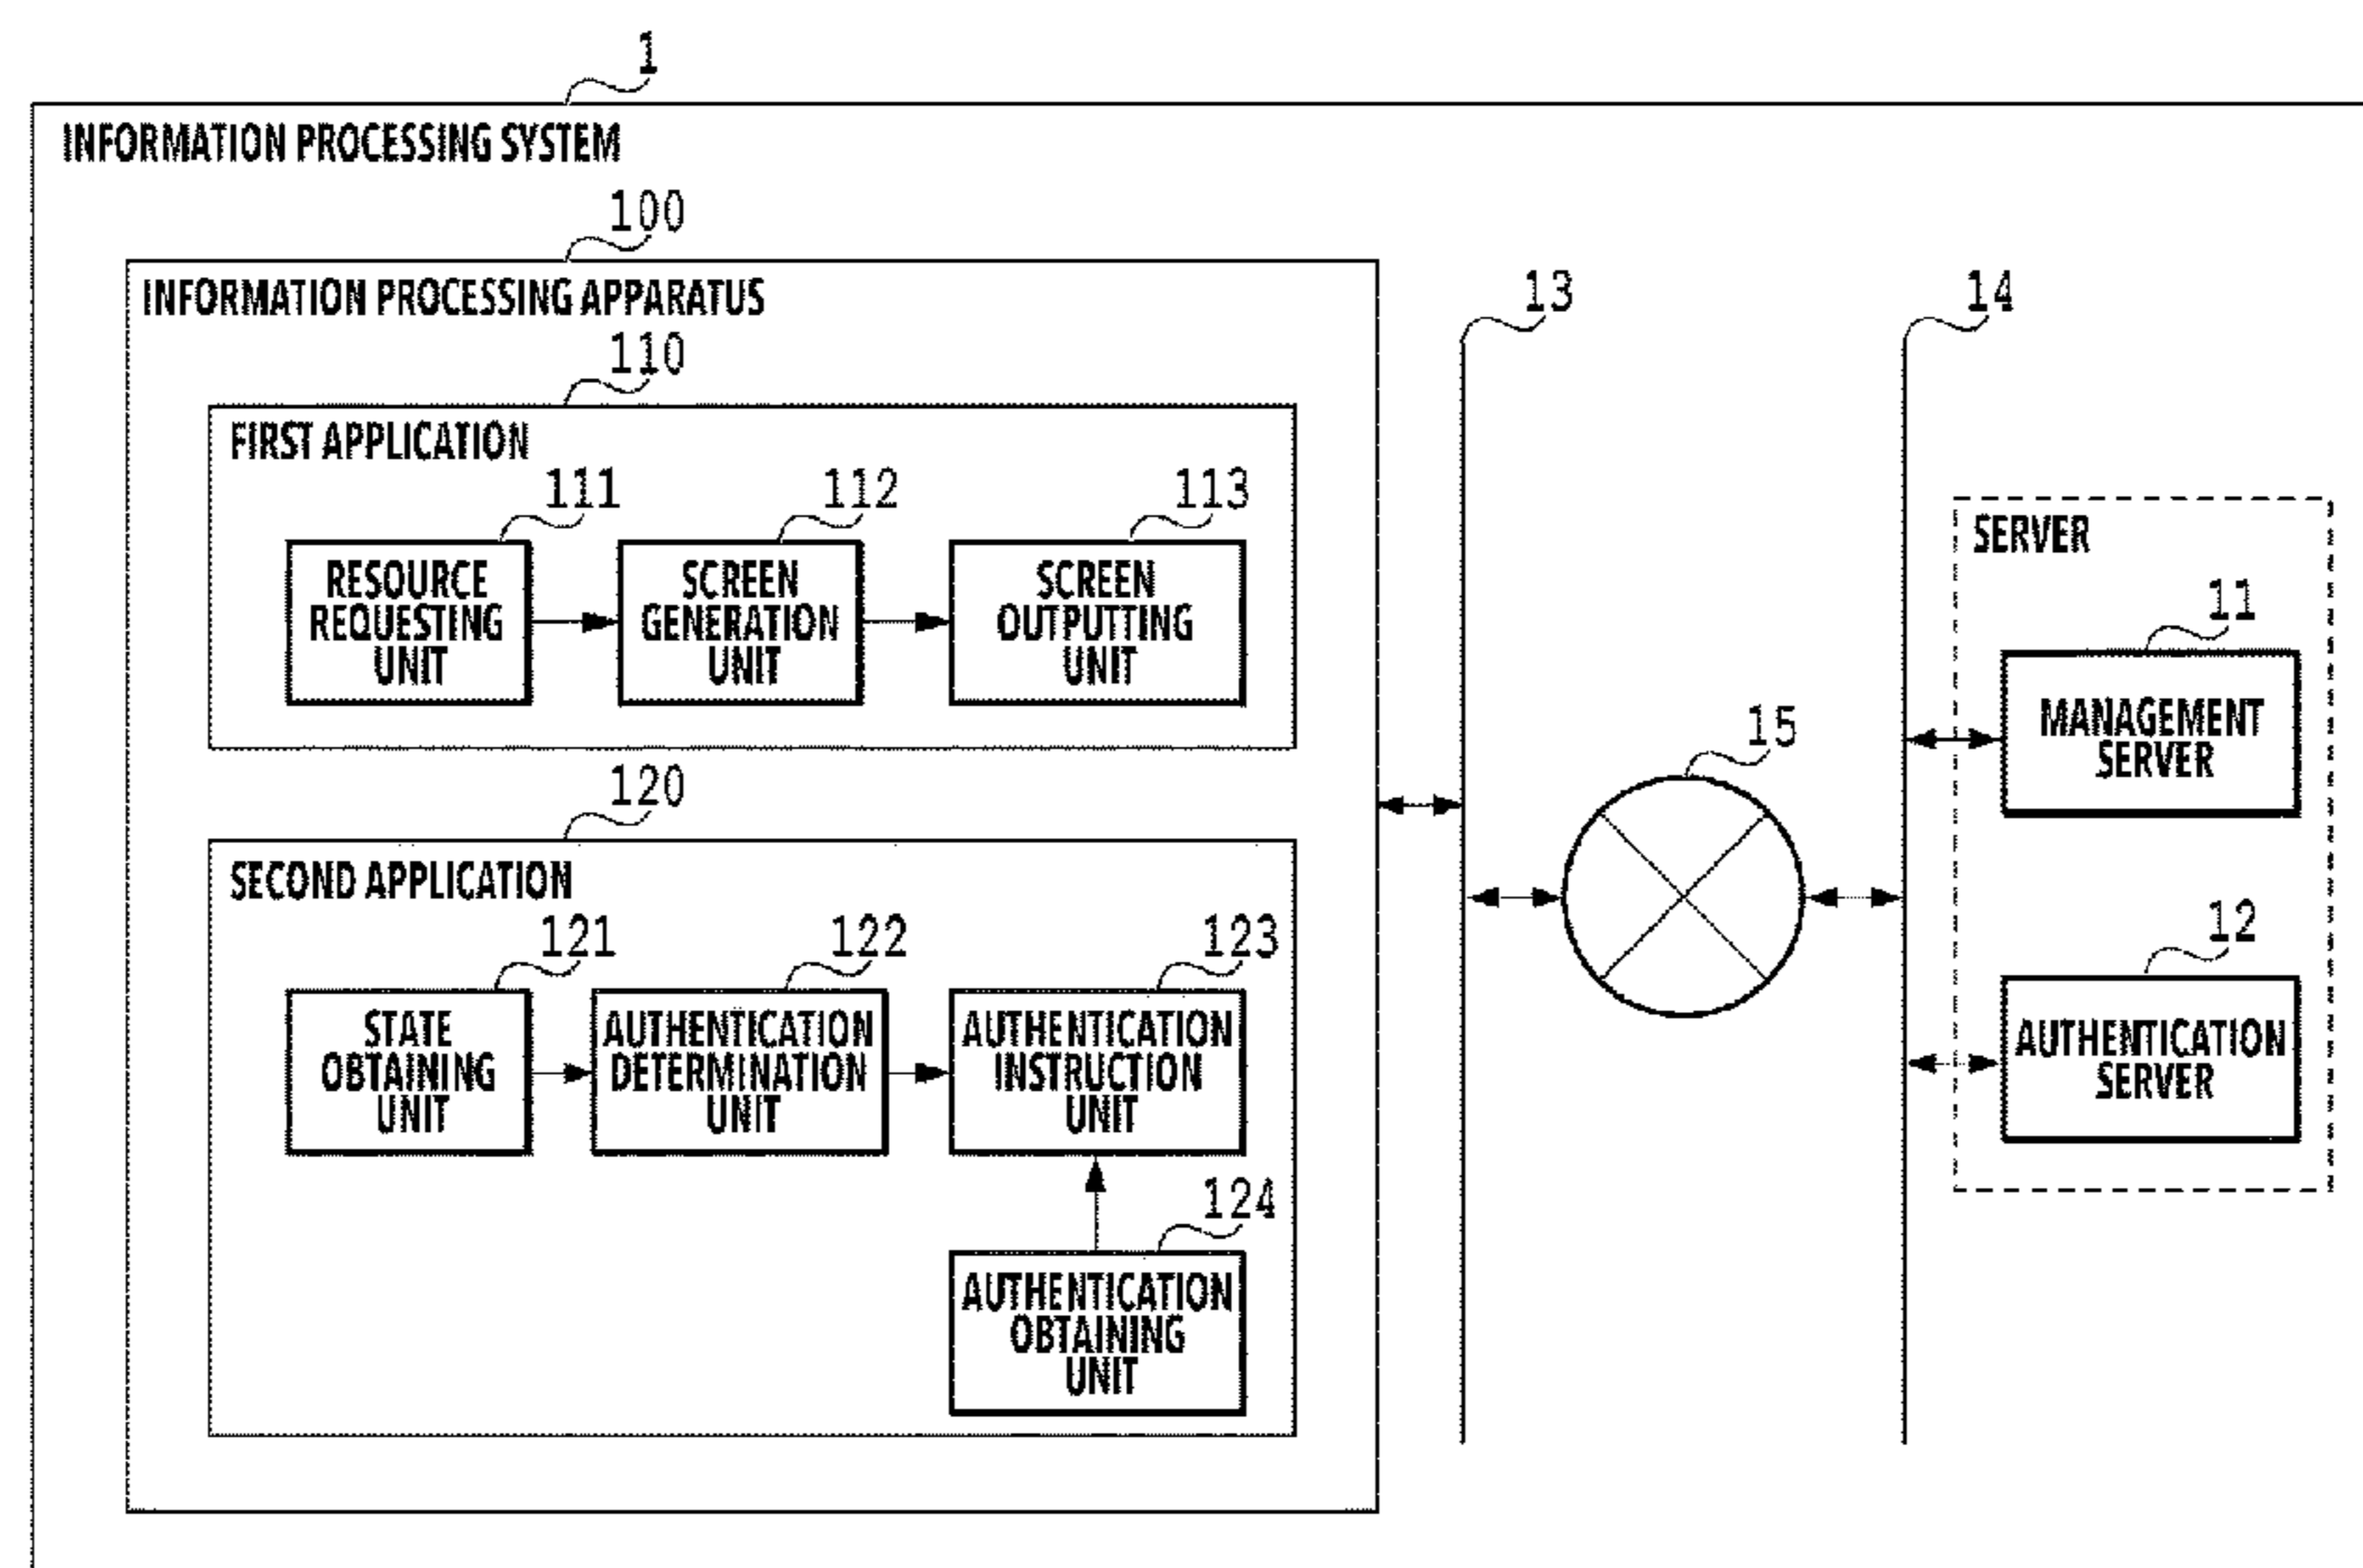 1
INFORMATION PROCESSING SYSTEM
100
INFORMATION PROCESSING APPARATUS
110
FIRST APPLICATION
111
RESOURCE
REQUESTING
UNIT
112
SCREEN
GENERATION
UNIT
113
SCREEN
OUTPUTTING
UNIT
120
SECOND APPLICATION
121
STATE
OBTAINING
UNIT
122
AUTHENTICATION
DETERMINATION
UNIT
123
AUTHENTICATION
INSTRUCTION
UNIT
124
AUTHENTICATION
OBTAINING
UNIT
13
15
14
SERVER
11
MANAGEMENT
SERVER
12
AUTHENTICATION
SERVER